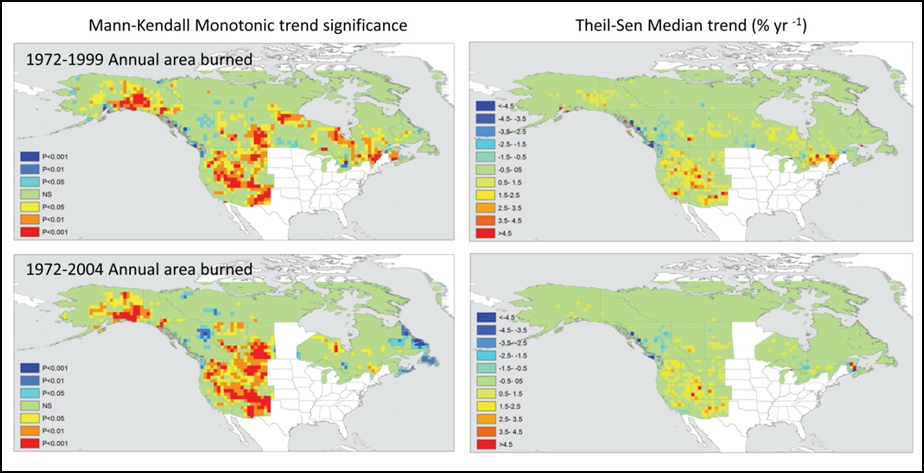 Mann-Kendall Monotonic trend significance
Theil-Sen Median trend (% yr -1)
1972-1999 Annual area burned
P<0.001
P<0.01
P<0.05
NS
P<0.05
P<0.01
P<0.001
<-4.5
-4.5- -3.5
-3.5--2.5
-2.5- -1.5
-1.5- -0.5
-0.5- 05
0.5- 1.5
1.5-2.5
2.5- 3.5
3.5- 4.5
>4.5
1972-2004 Annual area burned
P<0.001
P<0.01
P<0.05
NS
P<0.05
P<0.01
P<0.001
<-4.5
-4.5- -3.5
-3.5--2.5
-2.5- -1.5
-1.5- -0.5
-0.5- 05
0.5- 1.5
1.5-2.5
2.5- 3.5
3.5- 4.5
>4.5